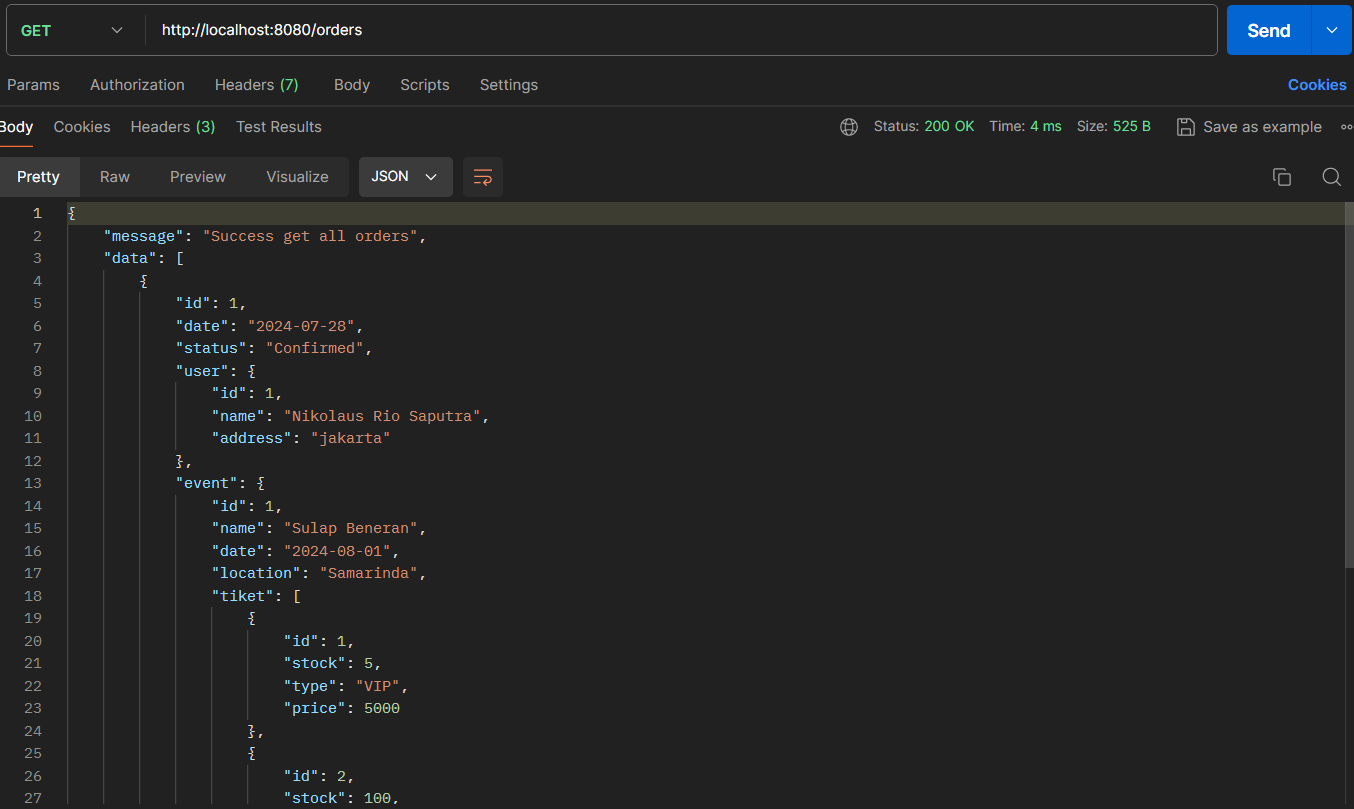 GET http://localhost:8080/orders Send
Params Authorization Headers (7) Body Scripts Settings Cookies
Body Cookies Headers (3) Test Results Status: 200 OK Time: 4 ms Size: 525 B Save as example
Pretty Raw Preview Visualize JSON
1 {
2 "message": "Success get all orders",
3 "data": [
4 {
5 "id": 1,
6 "date": "2024-07-28",
7 "status": "Confirmed",
8 "user": {
9 "id": 1,
10 "name": "Nikolaus Rio Saputra",
11 "address": "jakarta"
12 },
13 "event": {
14 "id": 1,
15 "name": "Sulap Beneran",
16 "date": "2024-08-01",
17 "location": "Samarinda",
18 "tiket": [
19 {
20 "id": 1,
21 "stock": 5,
22 "type": "VIP",
23 "price": 5000
24 },
25 {
26 "id": 2,
27 "stock": 100,